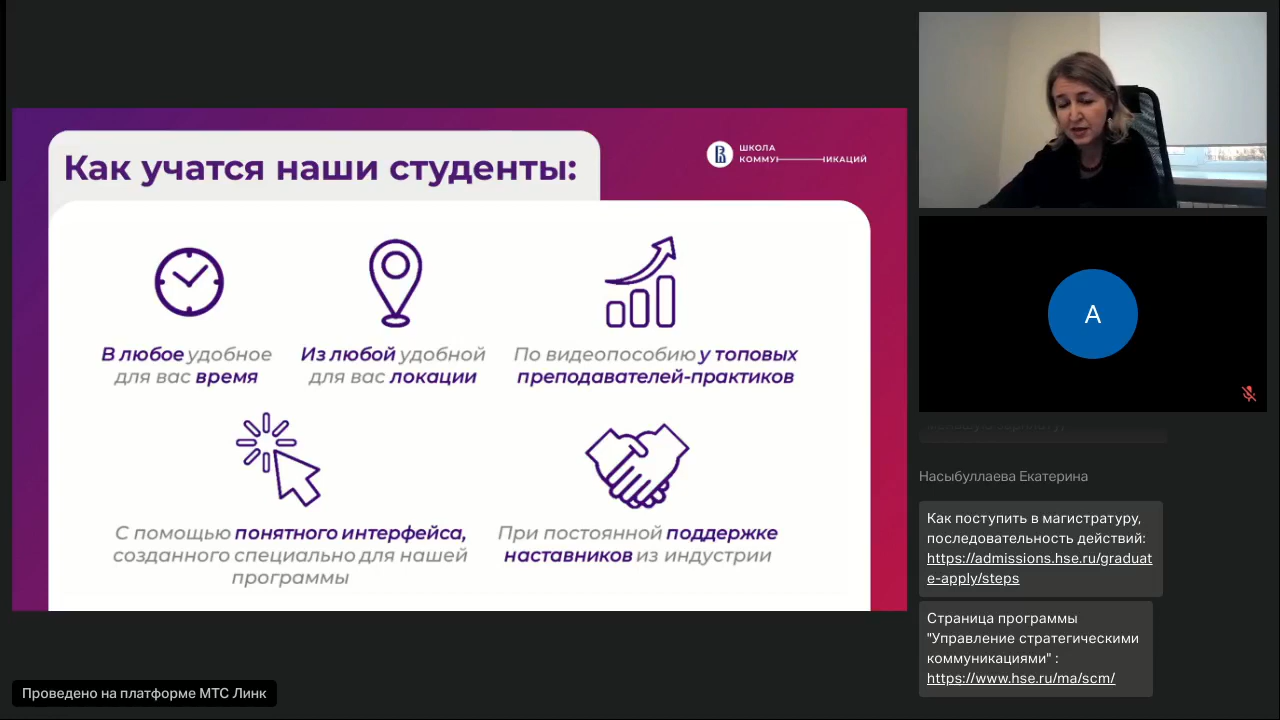 Как учатся наши студенты:
ШКОЛА
КОММУНИКАЦИЙ
В любое удобное
для вас время
Из любой удобной
для вас локации
По видеопособию у топовых
преподавателей-практиков
С помощью понятного интерфейса,
созданного специально для нашей
программы
При постоянной поддержке
наставников из индустрии
A
Насыбуллаева Екатерина
Как поступить в магистратуру,
последовательность действий:
https://admissions.hse.ru/graduat
e-apply/steps
Страница программы
"Управление стратегическими
коммуникациями" :
https://www.hse.ru/ma/scm/
Проведено на платформе МТС Линк